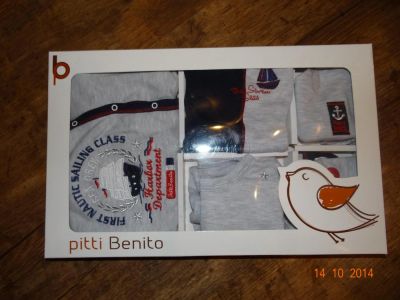 b
FIRST NAUTIC SAILING CLASS
Harbor
Department
pitti Benito
14 10 2014